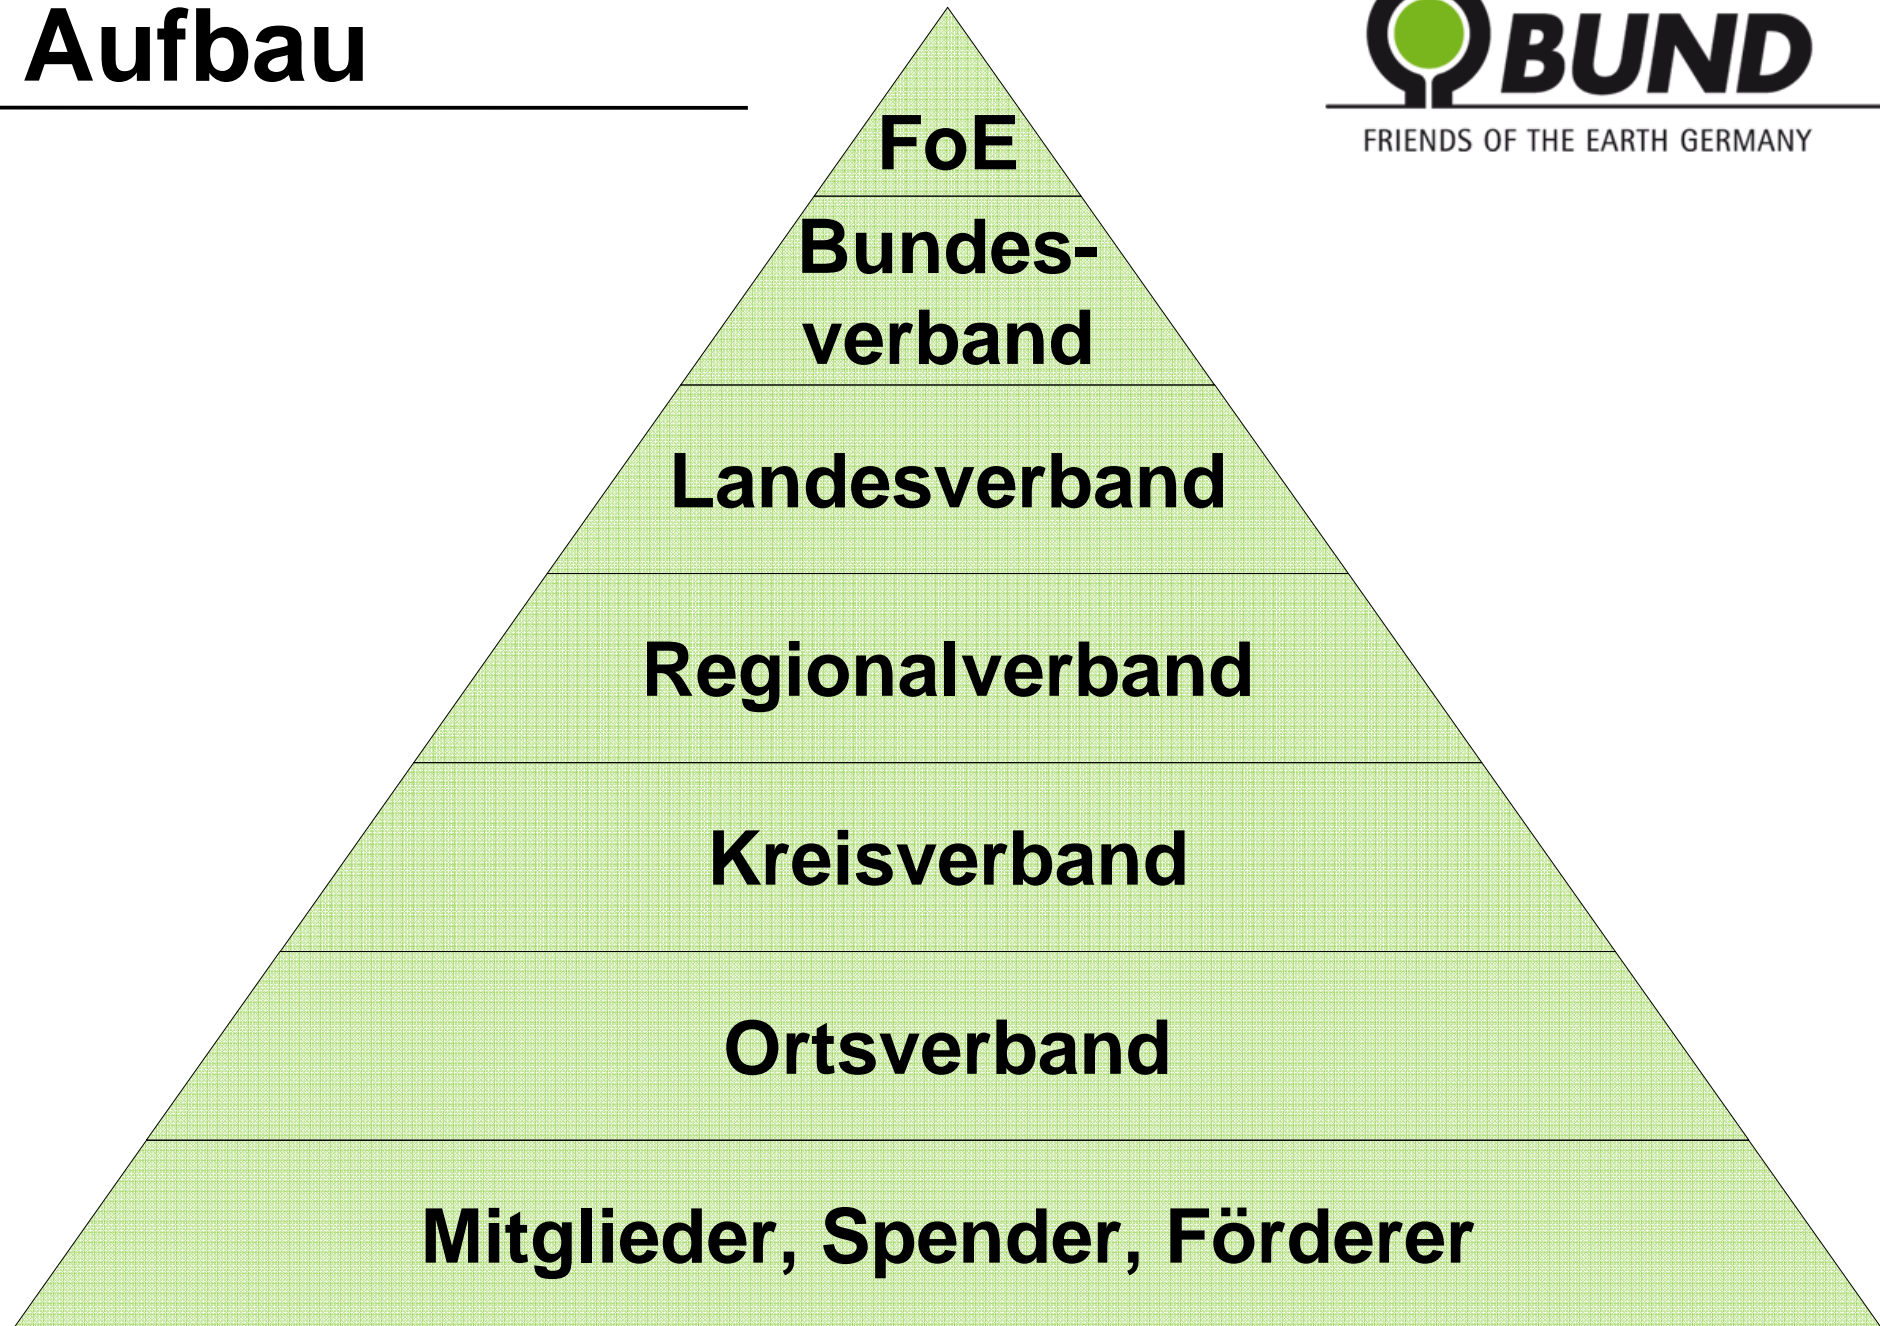 Aufbau
BUND
FRIENDS OF THE EARTH GERMANY
FoE
Bundes-
verband
Landesverband
Regionalverband
Kreisverband
Ortsverband
Mitglieder, Spender, Förderer